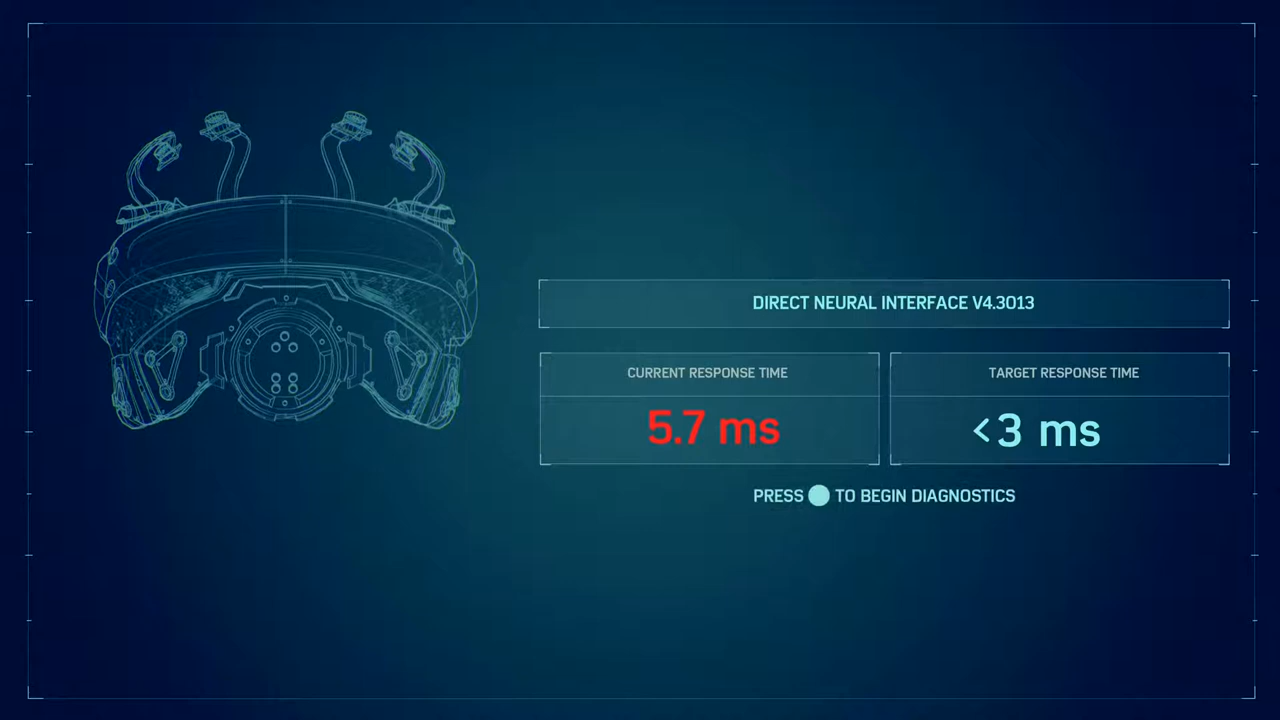 DIRECT NEURAL INTERFACE V4.3013
CURRENT RESPONSE TIME
5.7 ms
TARGET RESPONSE TIME
<3 ms
PRESS TO BEGIN DIAGNOSTICS